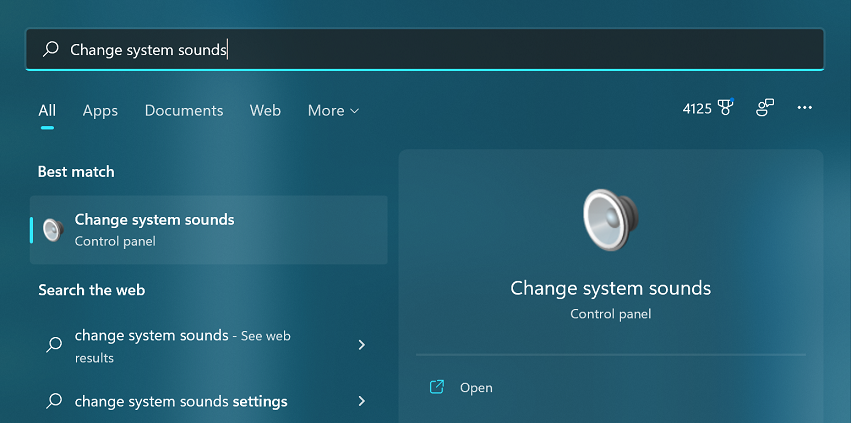 Change system sounds
All Apps Documents Web More
4125
Best match
Change system sounds
Control panel
Search the web
change system sounds - See web
results
change system sounds settings
Change system sounds
Control panel
Open